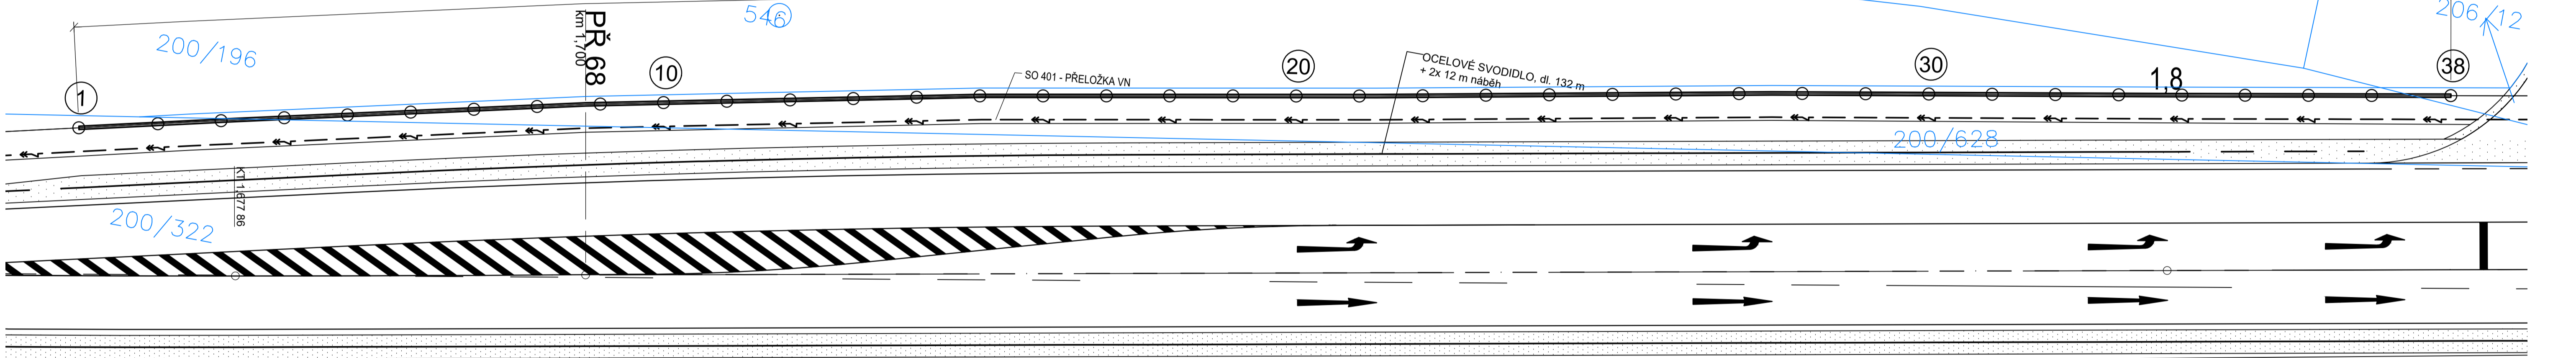 546
206/12
200/196
PŘ 68
km 1,700
1
10
20
30
38
SO 401 - PŘELOŽKA VN
OCELOVÉ SVODIDLO, dl. 132 m
+ 2x 12 m náběh
1,8
200/628
KT 1,677 86
200/322